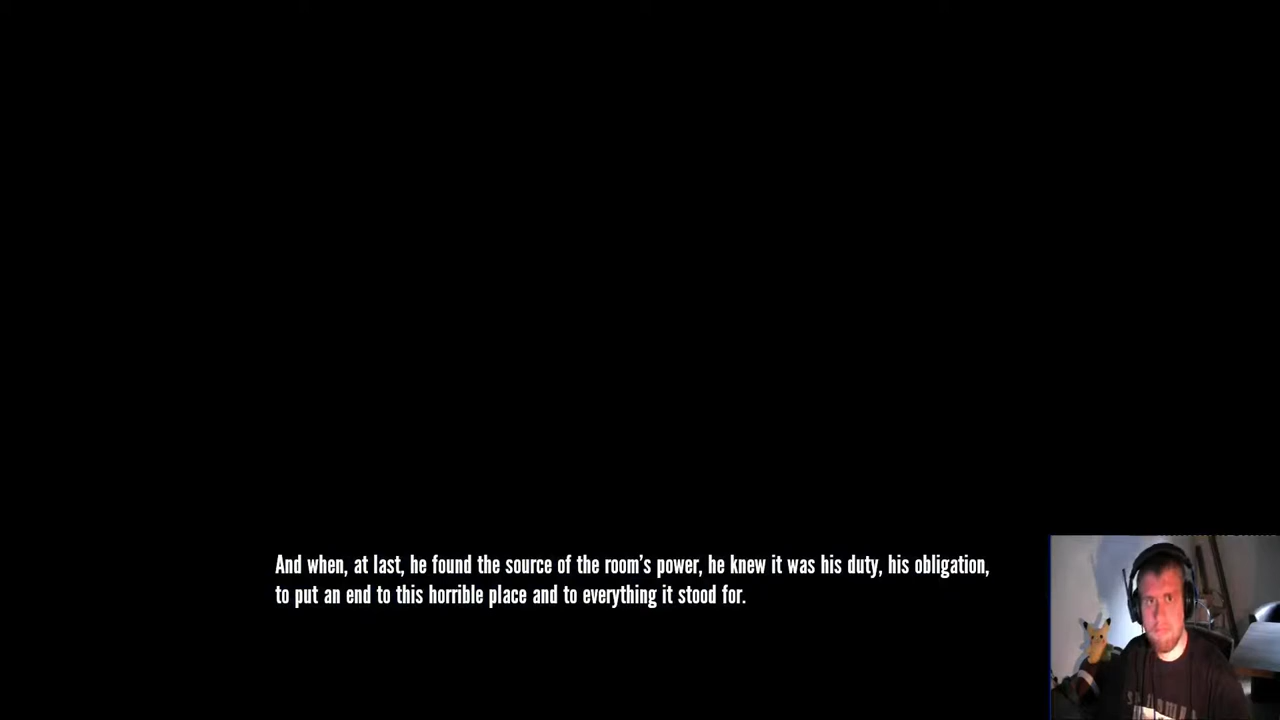 And when, at last, he found the source of the room's power, he knew it was his duty, his obligation,
to put an end to this horrible place and to everything it stood for.